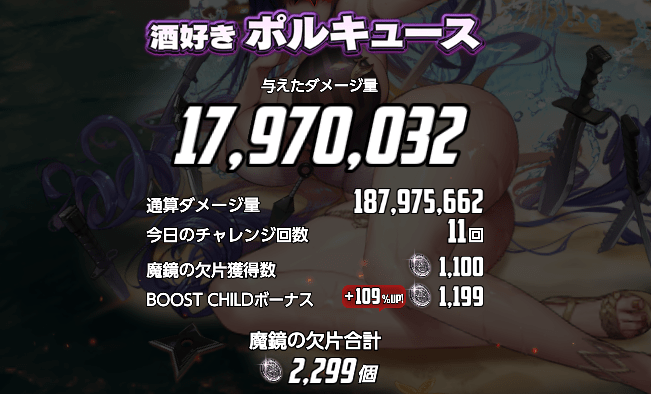 酒好き ポルキュース
与えたダメージ量
17,970,032
通算ダメージ量 187,975,662
今日のチャレンジ回数 11回
魔鏡の欠片獲得数 1,100
BOOST CHILDボーナス +109%UP! 1,199
魔鏡の欠片合計
2,299個